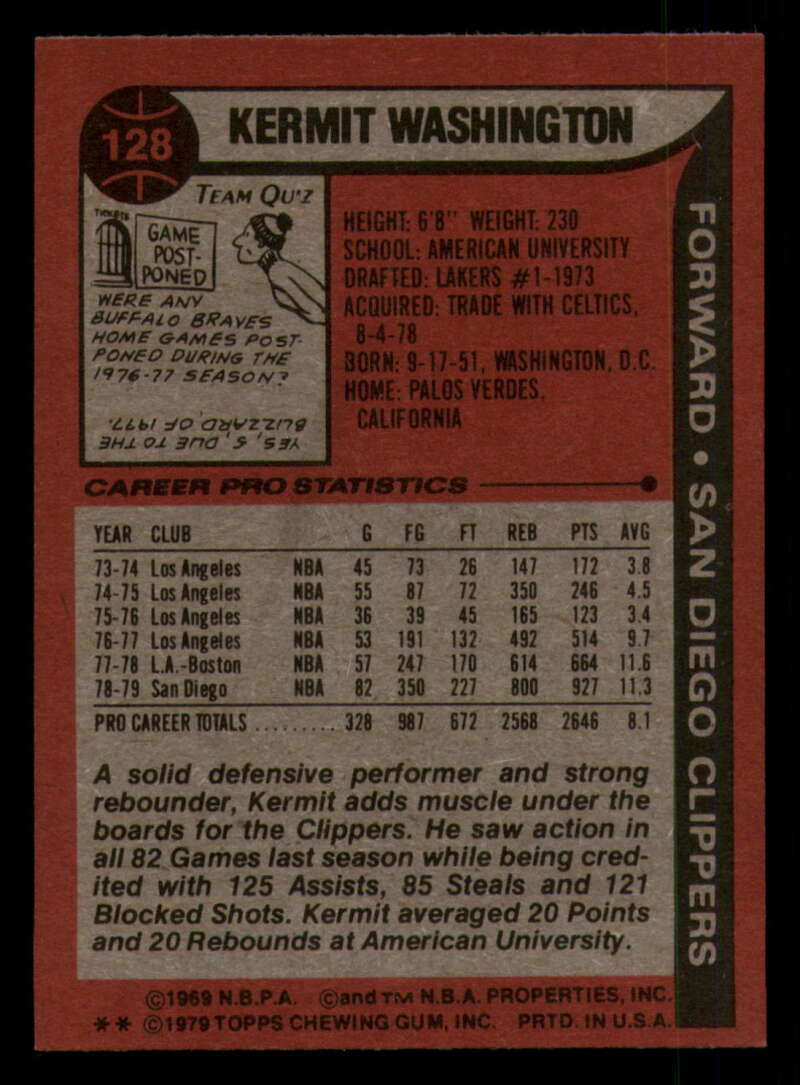 128
KERMIT WASHINGTON
TEAM QUIZ
TICKETS
GAME
POST-
PONED
WERE ANY
BUFFALO BRAVES
HOME GAMES POST-
PONED DURING THE
1976-77 SEASON?
YES, 5, DUE TO THE
BLIZZARD OF 1977.
HEIGHT: 6'8" WEIGHT: 230
SCHOOL: AMERICAN UNIVERSITY
DRAFTED: LAKERS #1-1973
ACQUIRED: TRADE WITH CELTICS,
8-4-78
BORN: 9-17-51, WASHINGTON, D.C.
HOME: PALOS VERDES,
CALIFORNIA
FORWARD • SAN DIEGO CLIPPERS
CAREER PRO STATISTICS
YEAR CLUB G FG FT REB PTS AVG
73-74 Los Angeles NBA 45 73 26 147 172 3.8
74-75 Los Angeles NBA 55 87 72 350 246 4.5
75-76 Los Angeles NBA 36 39 45 165 123 3.4
76-77 Los Angeles NBA 53 191 132 492 514 9.7
77-78 L.A.-Boston NBA 57 247 170 614 664 11.6
78-79 San Diego NBA 82 350 227 800 927 11.3
PRO CAREER TOTALS .......... 328 987 672 2568 2646 8.1
A solid defensive performer and strong
rebounder, Kermit adds muscle under the
boards for the Clippers. He saw action in
all 82 Games last season while being cred-
ited with 125 Assists, 85 Steals and 121
Blocked Shots. Kermit averaged 20 Points
and 20 Rebounds at American University.
©1969 N.B.P.A. ©and TM N.B.A. PROPERTIES, INC.
** ©1979 TOPPS CHEWING GUM, INC. PRTD. IN U.S.A.